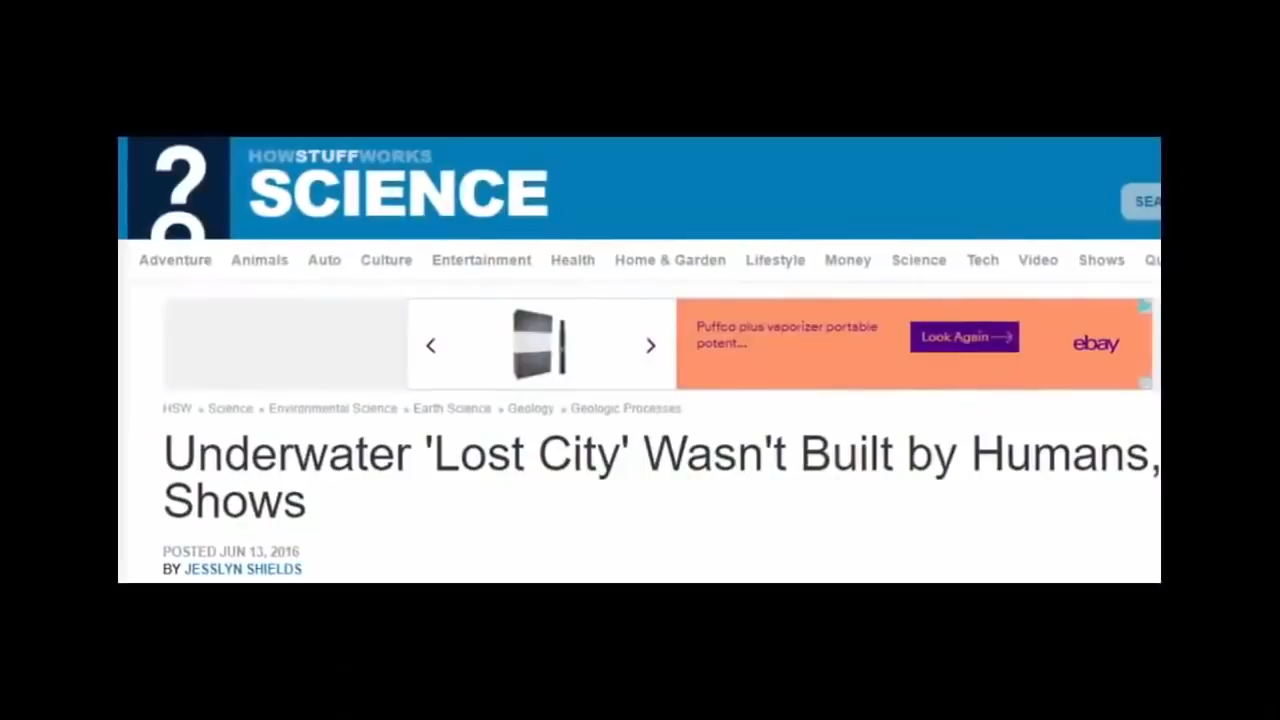 HOWSTUFFWORKS
SCIENCE
SEA
Adventure Animals Auto Culture Entertainment Health Home & Garden Lifestyle Money Science Tech Video Shows Qu
Puffco plus vaporizer portable
potent...
Look Again
ebay
HSW » Science » Environmental Science » Earth Science » Geology » Geologic Processes
Underwater 'Lost City' Wasn't Built by Humans,
Shows
POSTED JUN 13, 2016
BY JESSLYN SHIELDS